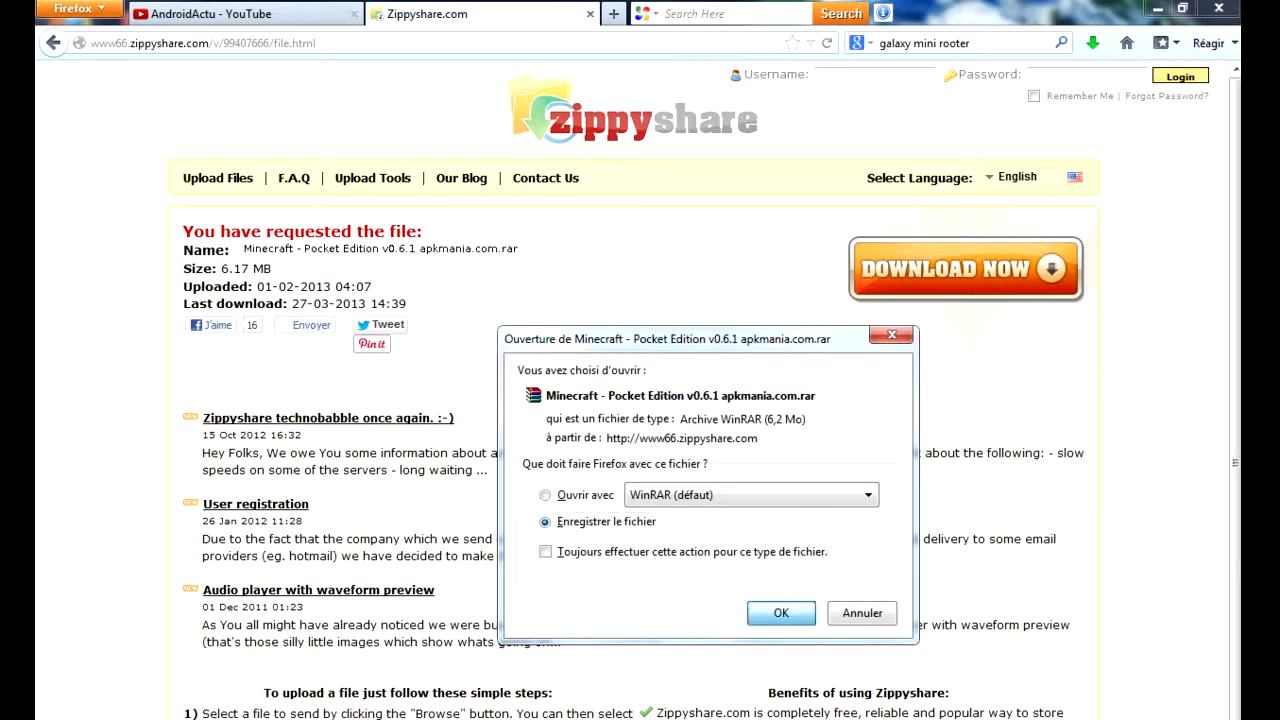 Firefox
AndroidActu - YouTube
Zippyshare.com
Search Here
Search
www66.zippyshare.com/v/99407666/file.html
galaxy mini rooter
Réagir
Username:
Password:
Login
Remember Me | Forgot Password?
zippyshare
Upload Files | F.A.Q | Upload Tools | Our Blog | Contact Us
Select Language: English
You have requested the file:
Name: Minecraft - Pocket Edition v0.6.1 apkmania.com.rar
Size: 6.17 MB
Uploaded: 01-02-2013 04:07
Last download: 27-03-2013 14:39
DOWNLOAD NOW
J'aime 16 Envoyer Tweet
Pin it
Ouverture de Minecraft - Pocket Edition v0.6.1 apkmania.com.rar
Vous avez choisi d'ouvrir :
Minecraft - Pocket Edition v0.6.1 apkmania.com.rar
qui est un fichier de type : Archive WinRAR (6,2 Mo)
à partir de : http://www66.zippyshare.com
Que doit faire Firefox avec ce fichier ?
Ouvrir avec WinRAR (défaut)
Enregistrer le fichier
Toujours effectuer cette action pour ce type de fichier.
OK Annuler
Zippyshare technobabble once again. :-)
15 Oct 2012 16:32
Hey Folks, We owe You some information about a
t about the following: - slow
speeds on some of the servers - long waiting ...
User registration
26 Jan 2012 11:28
Due to the fact that the company which we send
delivery to some email
providers (eg. hotmail) we have decided to make
Audio player with waveform preview
01 Dec 2011 01:23
As You all might have already noticed we were bu
er with waveform preview
(that's those silly little images which show whats going on...
To upload a file just follow these simple steps:
Benefits of using Zippyshare:
1) Select a file to send by clicking the "Browse" button. You can then select
Zippyshare.com is completely free, reliable and popular way to store